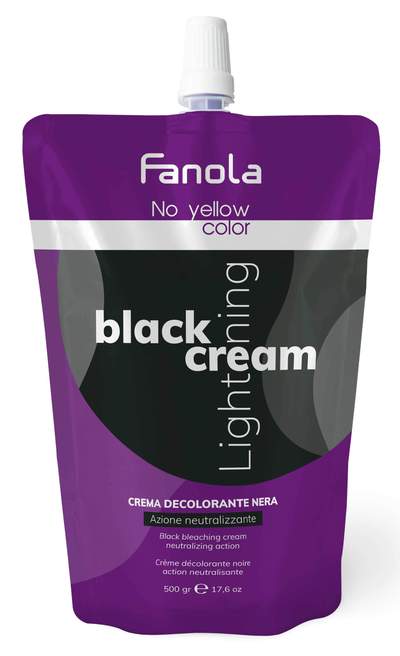 Fanola
No yellow
color
black
cream
Lightening
CREMA DECOLORANTE NERA
Azione neutralizzante
Black bleaching cream
neutralizing action
Crème décolorante noire
action neutralisante
500 gr e 17,6 oz